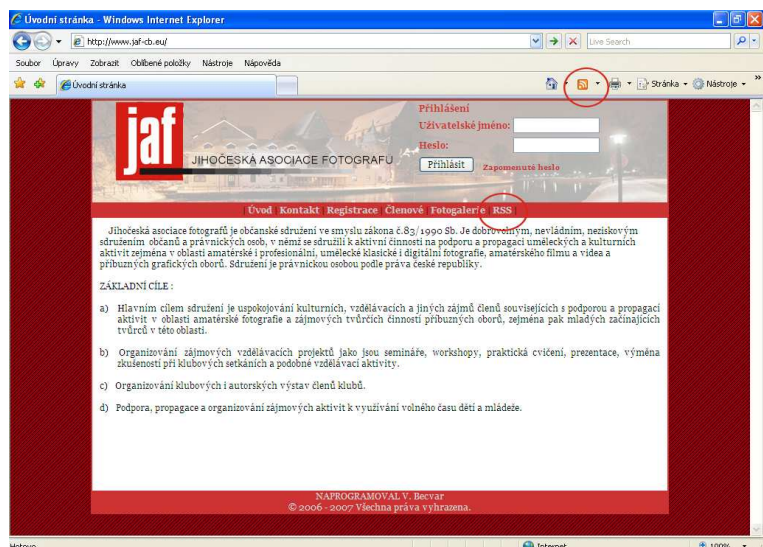 Úvodní stránka - Windows Internet Explorer
http://www.jaf-cb.eu/
Live Search
Soubor Úpravy Zobrazit Oblíbené položky Nástroje Nápověda
Úvodní stránka
Stránka
Nástroje
jaf
JIHOČESKÁ ASOCIACE FOTOGRAFŮ
Přihlášení
Uživatelské jméno:
Heslo:
Přihlásit
Zapomenuté heslo
| Úvod | Kontakt | Registrace | Členové | Fotogalerie | RSS |
Jihočeská asociace fotografů je občanské sdružení ve smyslu zákona č.83/1990 Sb. Je dobrovolným, nevládním, neziskovým
sdružením občanů a právnických osob, v němž se sdružili k aktivní činnosti na podporu a propagaci uměleckých a kulturních
aktivit zejména v oblasti amatérské i profesionální, umělecké klasické i digitální fotografie, amatérského filmu a videa a
příbuzných grafických oborů. Sdružení je právnickou osobou podle práva české republiky.
ZÁKLADNÍ CÍLE :
a) Hlavním cílem sdružení je uspokojování kulturních, vzdělávacích a jiných zájmů členů souvisejících s podporou a propagací
aktivit v oblasti amatérské fotografie a zájmových tvůrčích činností příbuzných oborů, zejména pak mladých začínajících
tvůrců v této oblasti.
b) Organizování zájmových vzdělávacích projektů jako jsou semináře, workshopy, praktická cvičení, prezentace, výměna
zkušeností při klubových setkáních a podobné vzdělávací aktivity.
c) Organizování klubových i autorských výstav členů klubů.
d) Podpora, propagace a organizování zájmových aktivit k využívání volného času dětí a mládeže.
NAPROGRAMOVAL V. Becvar
© 2006 - 2007 Všechna práva vyhrazena.
Hotovo
Internet
100%